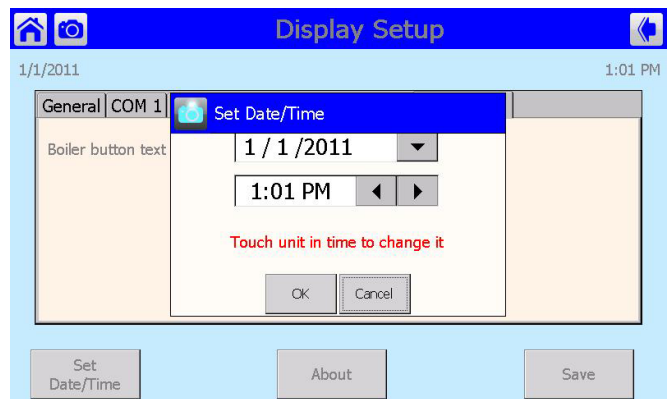 Display Setup
1/1/2011 1:01 PM
General COM 1
Set Date/Time
Boiler button text
1 / 1 /2011
1:01 PM
Touch unit in time to change it
OK Cancel
Set
Date/Time
About
Save